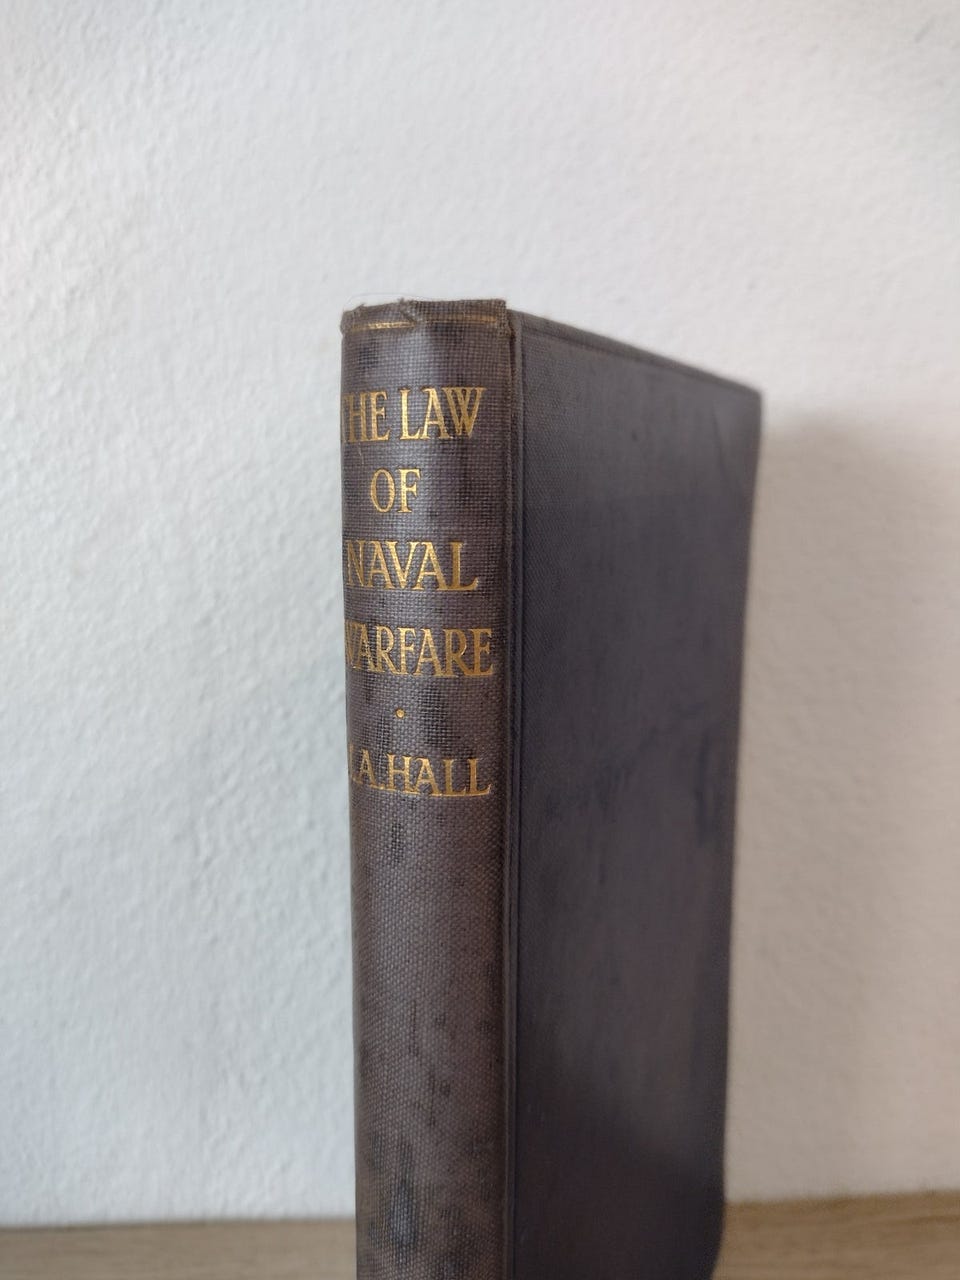 THE LAW
OF
NAVAL
WARFARE
J.A.HALL